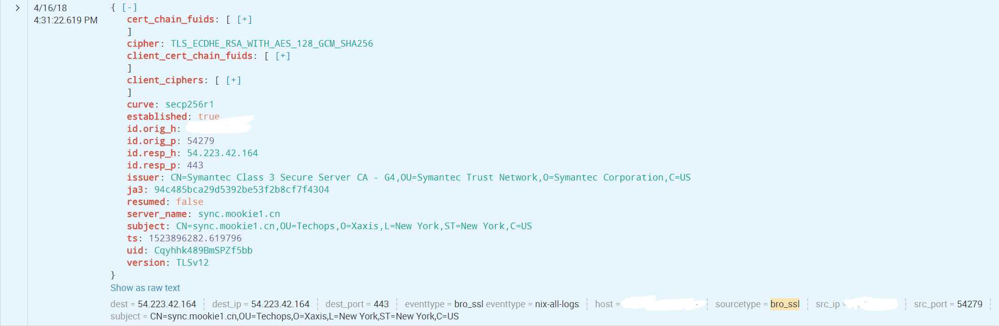 > 4/16/18 { [-]
4:31:22.619 PM cert_chain_fuids: [ [+]
]
cipher: TLS_ECDHE_RSA_WITH_AES_128_GCM_SHA256
client_cert_chain_fuids: [ [+]
]
client_ciphers: [ [+]
]
curve: secp256r1
established: true
id.orig_h:
id.orig_p: 54279
id.resp_h: 54.223.42.164
id.resp_p: 443
issuer: CN=Symantec Class 3 Secure Server CA - G4,OU=Symantec Trust Network,O=Symantec Corporation,C=US
ja3: 94c485bca29d5392be53f2b8cf7f4304
resumed: false
server_name: sync.mookie1.cn
subject: CN=sync.mookie1.cn,OU=Techops,O=Xaxis,L=New York,ST=New York,C=US
ts: 1523896282.619796
uid: Cqyhhk489BmSPZf5bb
version: TLSv12
}
Show as raw text
dest = 54.223.42.164 dest_ip = 54.223.42.164 dest_port = 443 eventtype = bro_ssl eventtype = nix-all-logs host = sourcetype = bro_ssl src_ip = src_port = 54279
subject = CN=sync.mookie1.cn,OU=Techops,O=Xaxis,L=New York,ST=New York,C=US